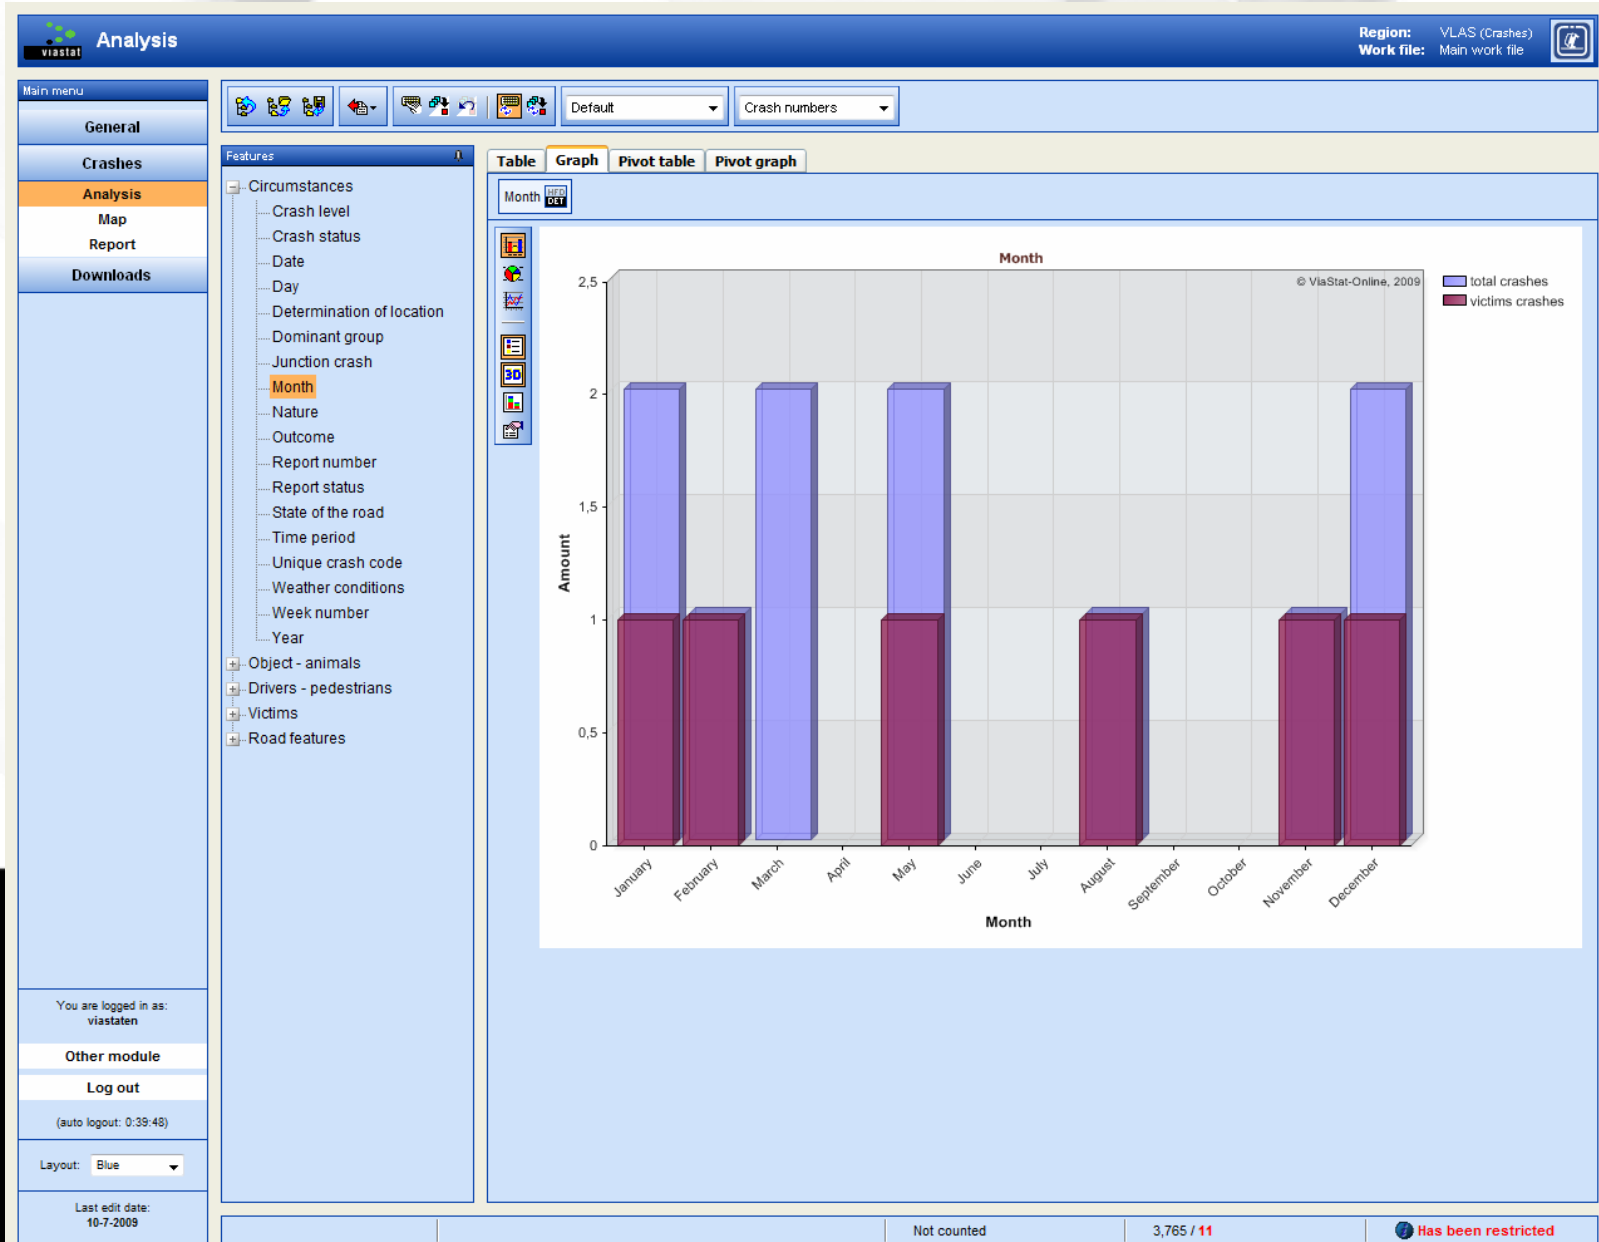 viastat
Analysis
Region: VLAS (Crashes)
Work file: Main work file
Main menu
General
Crashes
Analysis
Map
Report
Downloads
You are logged in as:
viastaten
Other module
Log out
(auto logout: 0:39:48)
Layout: Blue
Last edit date:
10-7-2009
Default
Crash numbers
Features
Circumstances
Crash level
Crash status
Date
Day
Determination of location
Dominant group
Junction crash
Month
Nature
Outcome
Report number
Report status
State of the road
Time period
Unique crash code
Weather conditions
Week number
Year
Object - animals
Drivers - pedestrians
Victims
Road features
Table Graph Pivot table Pivot graph
Month HFD
DET
3D
Month
© ViaStat-Online, 2009
total crashes
victims crashes
2,5
2
1,5
1
0,5
0
Amount
January February March April May June July August September October November December
Month
Not counted
3,765 / 11
Has been restricted